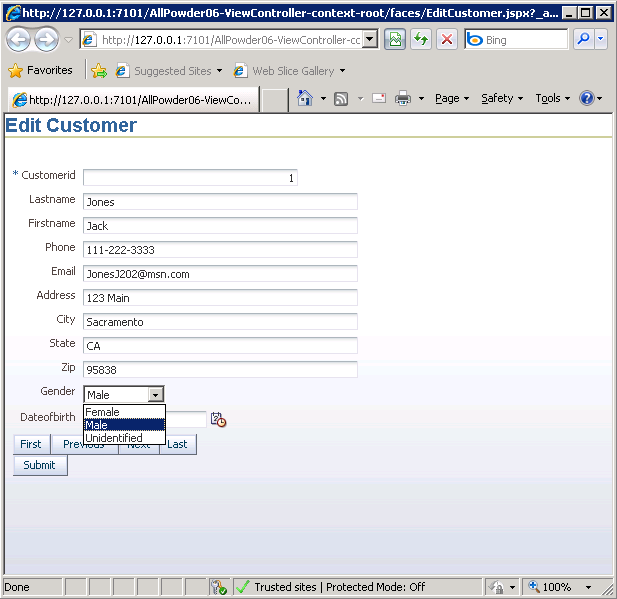 http://127.0.0.1:7101/AllPowder06-ViewController-context-root/faces/EditCustomer.jspx?_a...
http://127.0.0.1:7101/AllPowder06-ViewController-cc
Bing
Favorites
Suggested Sites
Web Slice Gallery
http://127.0.0.1:7101/AllPowder06-ViewCo...
Page
Safety
Tools
Edit Customer
* Customerid 1
Lastname Jones
Firstname Jack
Phone 111-222-3333
Email JonesJ202@msn.com
Address 123 Main
City Sacramento
State CA
Zip 95838
Gender Male
Female
Dateofbirth
Male
Unidentified
First Previous Next Last
Submit
Done Trusted sites | Protected Mode: Off 100%